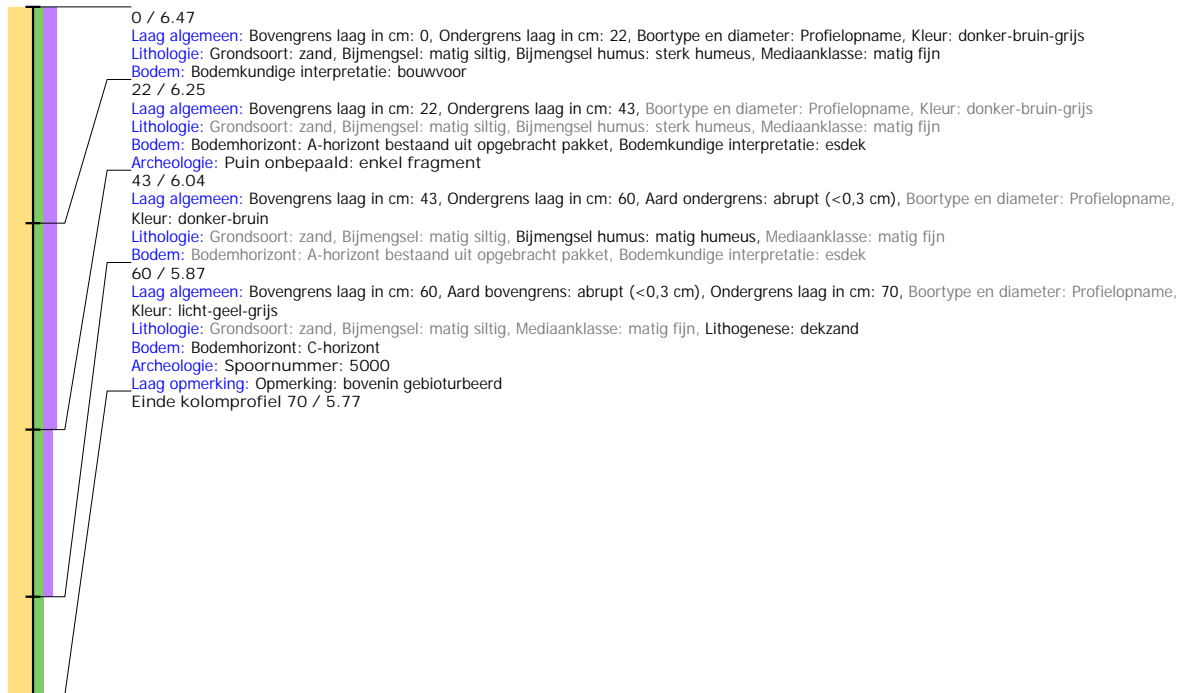 0 / 6.47
Laag algemeen: Bovengrens laag in cm: 0, Ondergrens laag in cm: 22, Boortype en diameter: Profielopname, Kleur: donker-bruin-grijs
Lithologie: Grondsoort: zand, Bijmengsel: matig siltig, Bijmengsel humus: sterk humeus, Mediaanklasse: matig fijn
Bodem: Bodemkundige interpretatie: bouwvoor
22 / 6.25
Laag algemeen: Bovengrens laag in cm: 22, Ondergrens laag in cm: 43, Boortype en diameter: Profielopname, Kleur: donker-bruin-grijs
Lithologie: Grondsoort: zand, Bijmengsel: matig siltig, Bijmengsel humus: sterk humeus, Mediaanklasse: matig fijn
Bodem: Bodemhorizont: A-horizont bestaand uit opgebracht pakket, Bodemkundige interpretatie: esdek
Archeologie: Puin onbepaald: enkel fragment
43 / 6.04
Laag algemeen: Bovengrens laag in cm: 43, Ondergrens laag in cm: 60, Aard ondergrens: abrupt (<0,3 cm), Boortype en diameter: Profielopname,
Kleur: donker-bruin
Lithologie: Grondsoort: zand, Bijmengsel: matig siltig, Bijmengsel humus: matig humeus, Mediaanklasse: matig fijn
Bodem: Bodemhorizont: A-horizont bestaand uit opgebracht pakket, Bodemkundige interpretatie: esdek
60 / 5.87
Laag algemeen: Bovengrens laag in cm: 60, Aard bovengrens: abrupt (<0,3 cm), Ondergrens laag in cm: 70, Boortype en diameter: Profielopname,
Kleur: licht-geel-grijs
Lithologie: Grondsoort: zand, Bijmengsel: matig siltig, Mediaanklasse: matig fijn, Lithogenese: dekzand
Bodem: Bodemhorizont: C-horizont
Archeologie: Spoornummer: 5000
Laag opmerking: Opmerking: bovenin gebioturbeerd
Einde kolomprofiel 70 / 5.77